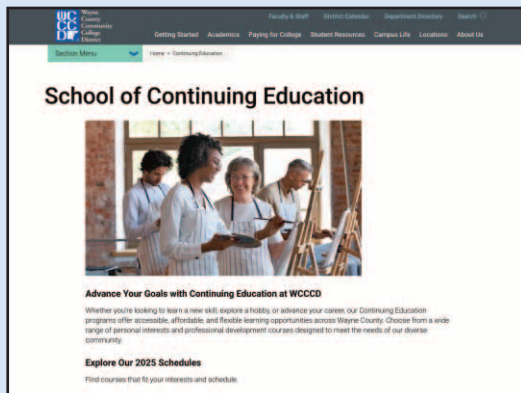 Wayne
County
Community
College
District
WC
CC
D
Faculty & Staff District Calendar Department Directory Search
Getting Started Academics Paying for College Student Resources Campus Life Locations About Us
Section Menu Home > Continuing Education
School of Continuing Education
Advance Your Goals with Continuing Education at WCCCD
Whether you're looking to learn a new skill, explore a hobby, or advance your career, our Continuing Education
programs offer accessible, affordable, and flexible learning opportunities across Wayne County. Choose from a wide
range of personal interests and professional development courses designed to meet the needs of our diverse
community.
Explore Our 2025 Schedules
Find courses that fit your interests and schedule.